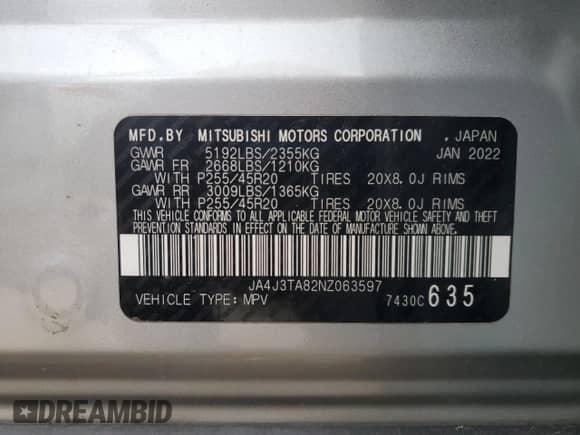 MFD.BY MITSUBISHI MOTORS CORPORATION . JAPAN
GVWR 5192LBS/2355KG JAN 2022
GAWR FR 2668LBS/1210KG
WITH P255/45R20 TIRES 20X8.0J RIMS
GAWR RR 3009LBS/1365KG
WITH P255/45R20 TIRES 20X8.0J RIMS
THIS VEHICLE CONFORMS TO ALL APPLICABLE FEDERAL MOTOR VEHICLE SAFETY AND THEFT
PREVENTION STANDARDS IN EFFECT ON THE DATE OF MANUFACTURE SHOWN ABOVE.
JA4J3TA82NZ063597
VEHICLE TYPE: MPV 7430C 635
DREAMBID